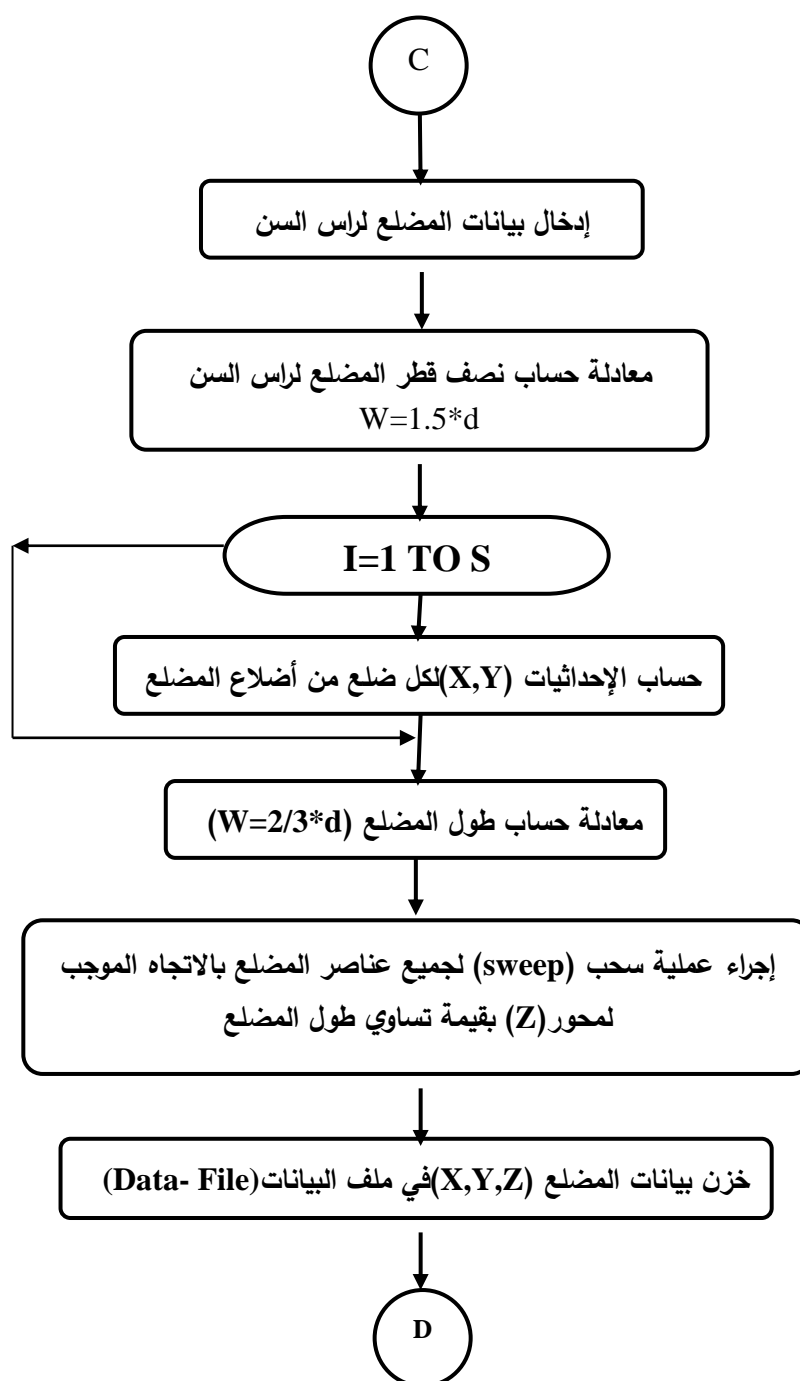 C
إدخال بيانات المضلع لراس السن
معادلة حساب نصف قطر المضلع لراس السن
W=1.5*d
I=1 TO S
حساب الإحداثيات (X,Y)لكل ضلع من أضلاع المضلع
معادلة حساب طول المضلع (W=2/3*d)
إجراء عملية سحب (sweep) لجميع عناصر المضلع بالاتجاه الموجب
لمحور(Z) بقيمة تساوي طول المضلع
خزن بيانات المضلع (X,Y,Z)في ملف البيانات(Data- File)
D